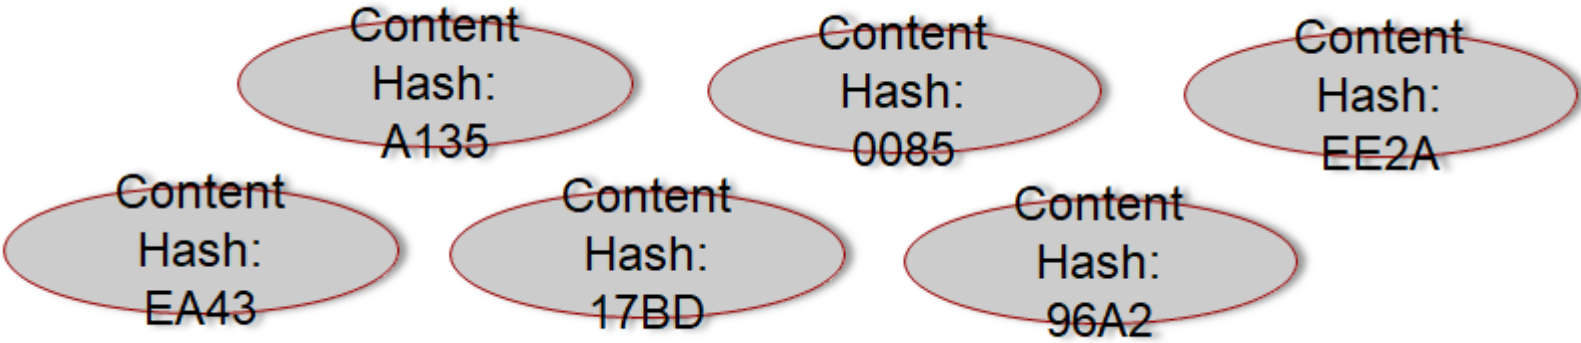 Content
Hash:
A135
Content
Hash:
0085
Content
Hash:
EE2A
Content
Hash:
EA43
Content
Hash:
17BD
Content
Hash:
96A2